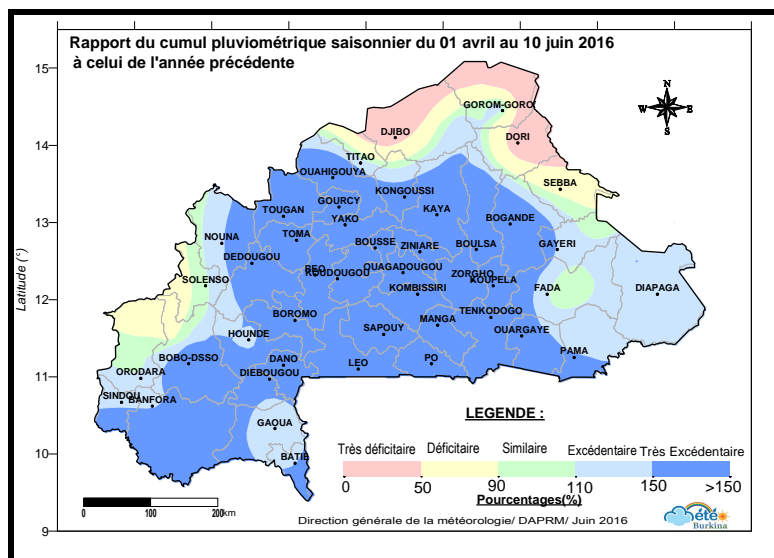 Rapport du cumul pluviométrique saisonnier du 01 avril au 10 juin 2016
à celui de l'année précédente
N
W E
S
15
14
13
12
11
10
9
Latitude (°)
GOROM-GORO
DJIBO
DORI
TITAO
OUAHIGOUYA
SEBBA
KONGOUSSI
GOURCY
TOUGAN
KAYA
YAKO
BOGANDE
TOMA
NOUNA
BOUSSE
ZINIARE
BOULSA
GAYERI
DEDOUGOU
REO
KOUDOUGOU
OUAGADOUGOU
ZORGHO
KOUPELA
SOLENSO
KOMBISSIRI
FADA
DIAPAGA
BOROMO
TENKODOGO
MANGA
HOUNDE
SAPOUY
OUARGAYE
BOBO-DSSO
DANO
LEO
PO
PAMA
ORODARA
DIEBOUGOU
SINDOU
BANFORA
GAOUA
BATIE
LEGENDE :
Très déficitaire Déficitaire Similaire Excédentaire Très Excédentaire
0 50 90 110 150 >150
Pourcentages(%)
0 100 200 km
Direction générale de la météorologie/ DAPRM/ Juin 2016
Météo
Burkina